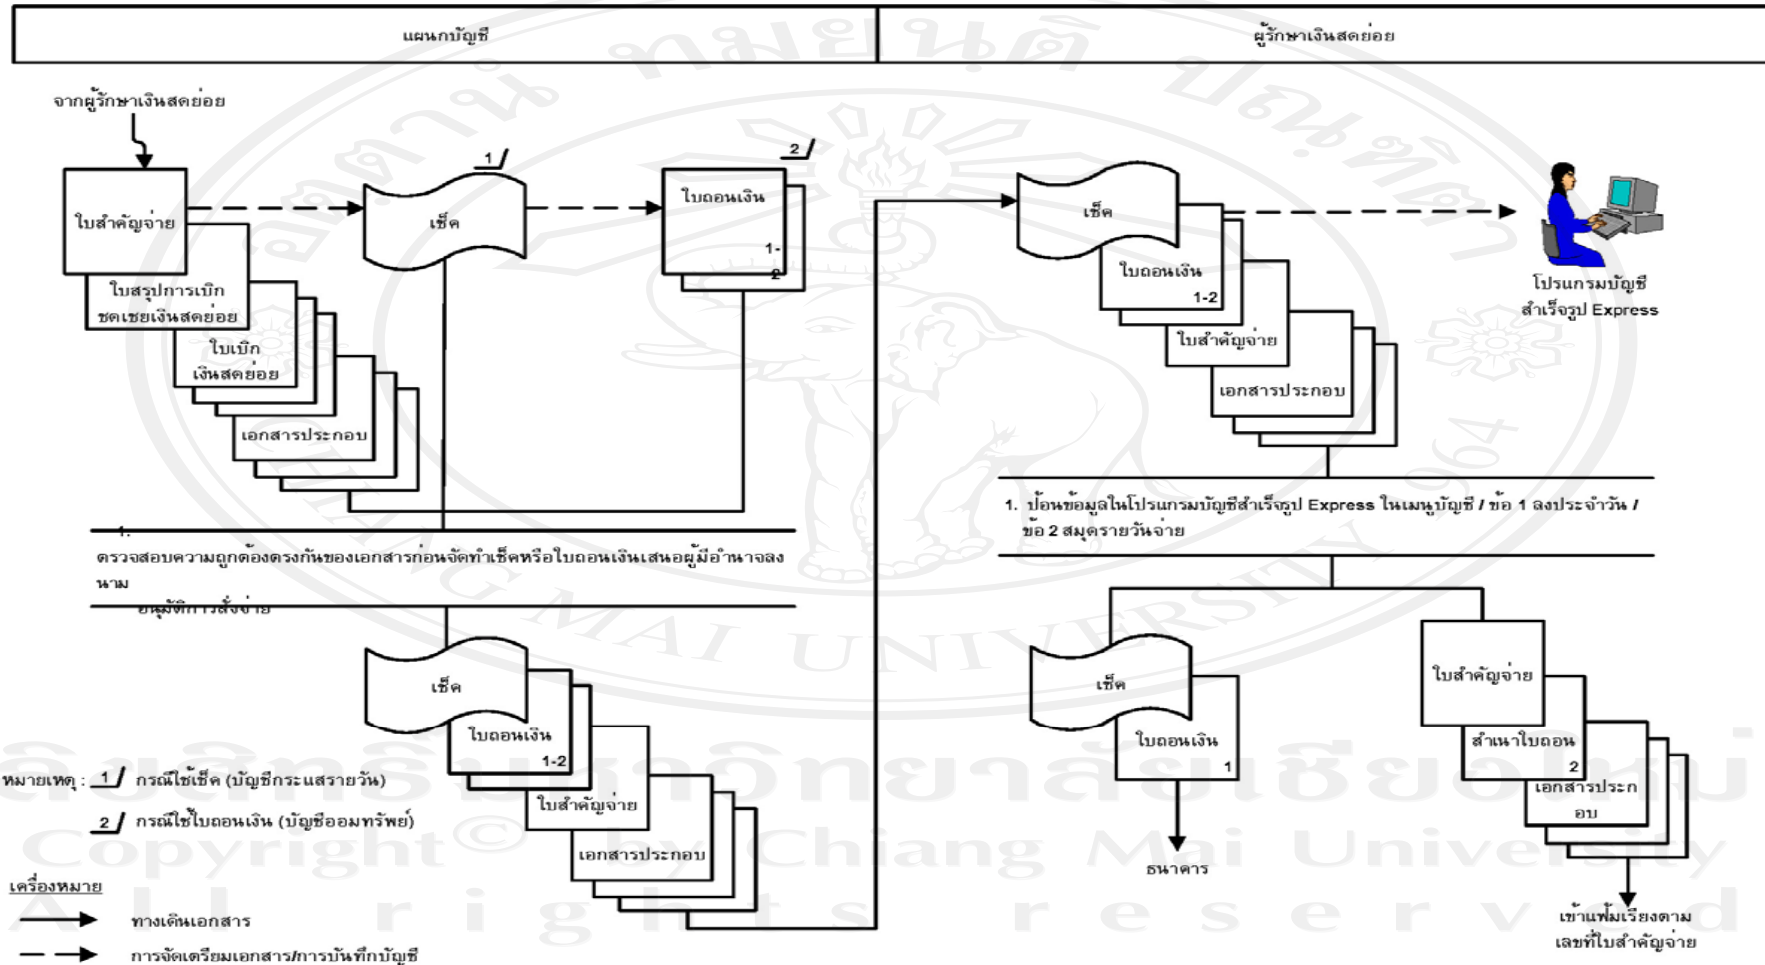 แผนกบัญชี
ผู้รักษาเงินสดย่อย
จากผู้รักษาเงินสดย่อย
ใบสำคัญจ่าย
ใบสรุปการเบิก
ชดเชยเงินสดย่อย
ใบเบิก
เงินสดย่อย
เอกสารประกอบ
1
เช็ค
2
ใบถอนเงิน
1-
2
1.
ตรวจสอบความถูกต้องตรงกันของเอกสารก่อนจัดทำเช็คหรือใบถอนเงินเสนอผู้มีอำนาจลง
นาม
อนุมัติการสั่งจ่าย
เช็ค
ใบถอนเงิน
1-2
ใบสำคัญจ่าย
เอกสารประกอบ
หมายเหตุ : 1 กรณีใช้เช็ค (บัญชีกระแสรายวัน)
2 กรณีใช้ใบถอนเงิน (บัญชีออมทรัพย์)
เครื่องหมาย
ทางเดินเอกสาร
การจัดเตรียมเอกสาร/การบันทึกบัญชี
เช็ค
ใบถอนเงิน
1-2
ใบสำคัญจ่าย
เอกสารประกอบ
โปรแกรมบัญชี
สำเร็จรูป Express
1. ป้อนข้อมูลในโปรแกรมบัญชีสำเร็จรูป Express ในเมนูบัญชี / ข้อ 1 ลงประจำวัน /
ข้อ 2 สมุดรายวันจ่าย
เช็ค
ใบถอนเงิน
1
ธนาคาร
ใบสำคัญจ่าย
สำเนาใบถอน
2
เอกสารประก
อบ
เข้าแฟ้มเรียงตาม
เลขที่ใบสำคัญจ่าย
CHIANG MAI UNIVERSITY 1964
ลิขสิทธิ์มหาวิทยาลัยเชียงใหม่
Copyright© by Chiang Mai University
All rights reserved